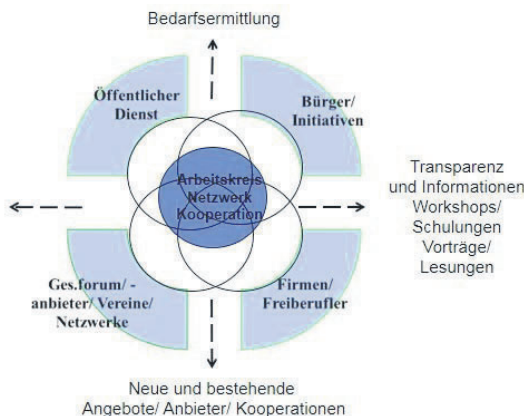 Bedarfsermittlung
Öffentlicher
Dienst
Bürger/
Initiativen
Arbeitskreis
Netzwerk
Kooperation
Transparenz
und Informationen
Workshops/
Schulungen
Vorträge/
Lesungen
Ges.forum/ -
anbieter/ Vereine/
Netzwerke
Firmen/
Freiberufler
Neue und bestehende
Angebote/ Anbieter/ Kooperationen